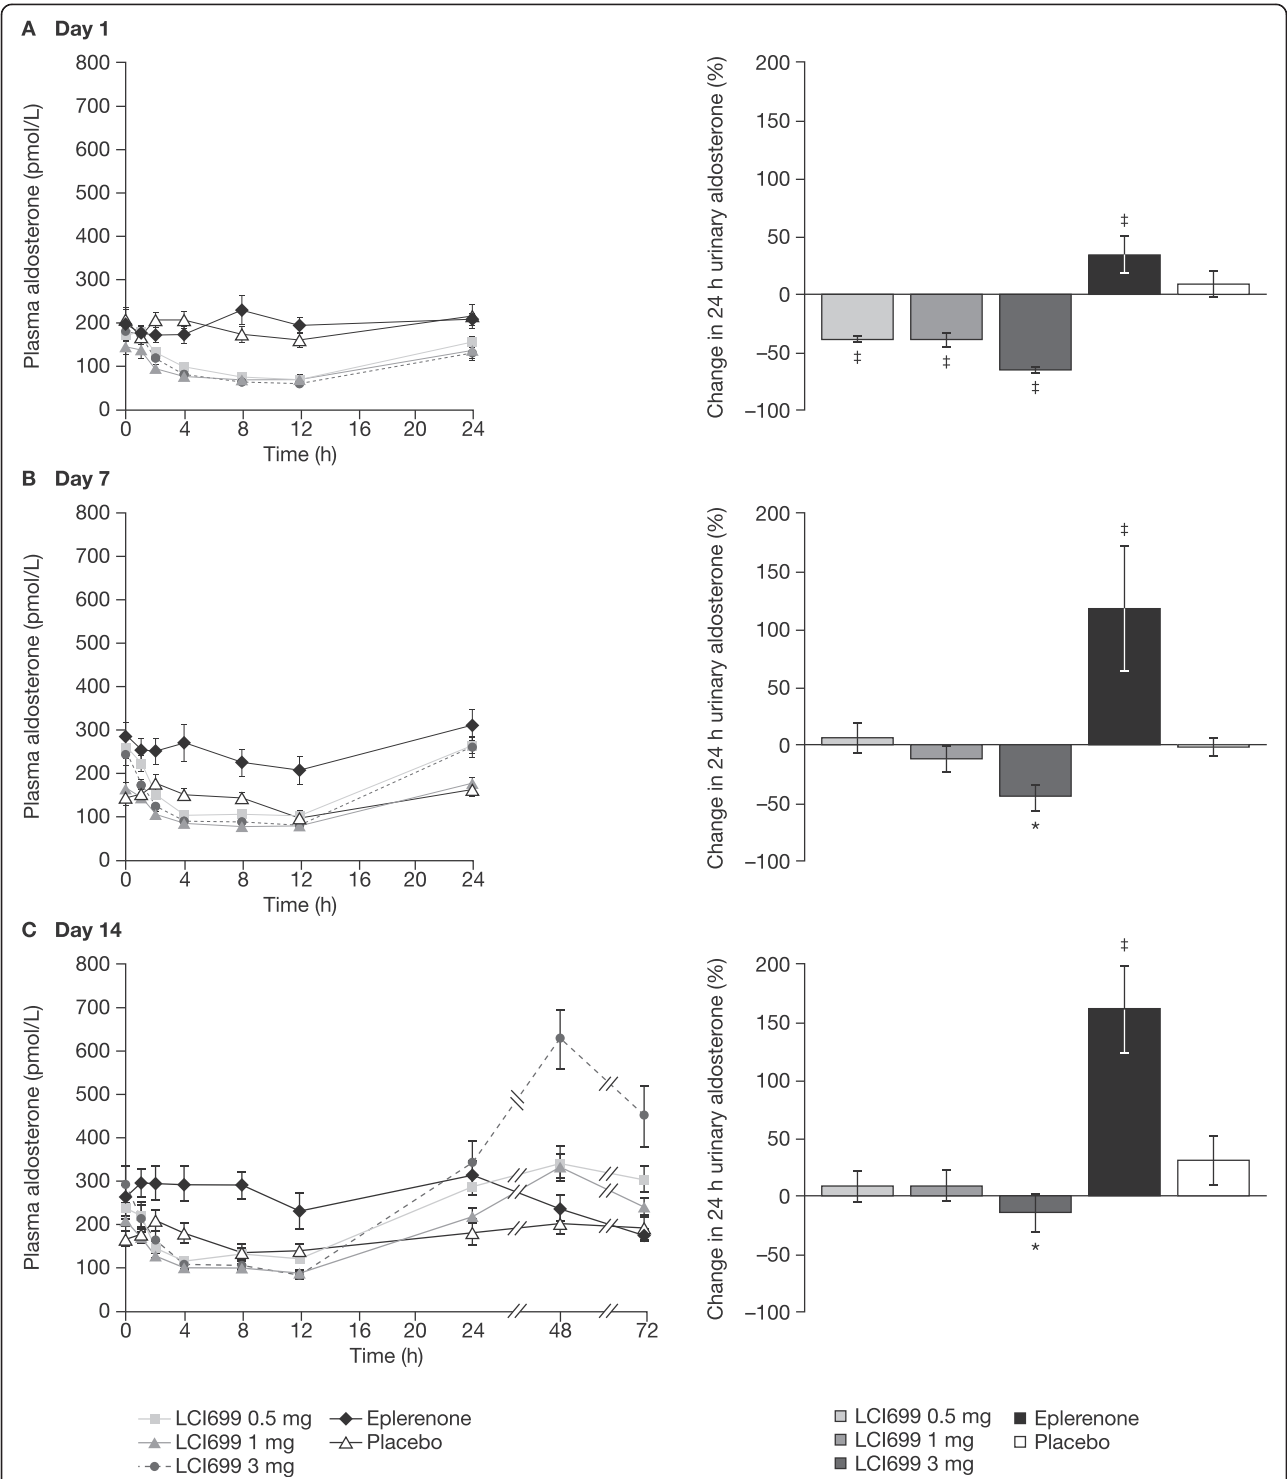 A Day 1
Plasma aldosterone (pmol/L)
800
700
600
500
400
300
200
100
0
0 4 8 12 16 20 24
Time (h)
Change in 24 h urinary aldosterone (%)
200
150
100
50
0
−50
−100
‡
‡
‡
‡
B Day 7
Plasma aldosterone (pmol/L)
800
700
600
500
400
300
200
100
0
0 4 8 12 16 20 24
Time (h)
Change in 24 h urinary aldosterone (%)
200
150
100
50
0
−50
−100
‡
*
C Day 14
Plasma aldosterone (pmol/L)
800
700
600
500
400
300
200
100
0
0 4 8 12 16 20 24 48 72
Time (h)
Change in 24 h urinary aldosterone (%)
200
150
100
50
0
−50
−100
‡
*
LCI699 0.5 mg Eplerenone
LCI699 1 mg Placebo
LCI699 3 mg
LCI699 0.5 mg Eplerenone
LCI699 1 mg Placebo
LCI699 3 mg